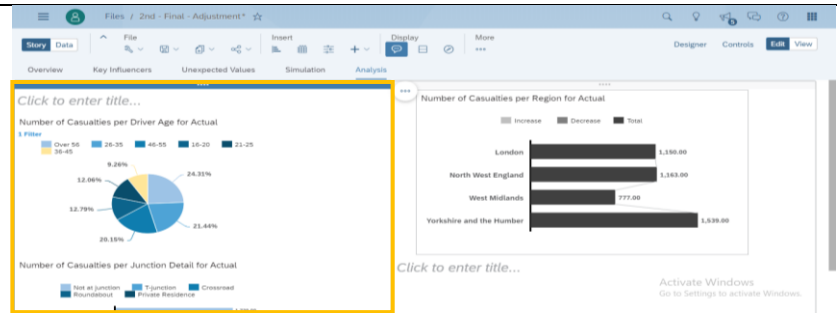 Files / 2nd - Final - Adjustment* ☆
Story Data
File
Insert
Display
More
Designer Controls Edit View
Overview Key Influencers Unexpected Values Simulation Analysis
Click to enter title...
Number of Casualties per Driver Age for Actual
1 Filter
Over 56 26-35 46-55 16-20 21-25
36-45
9.26%
24.31%
12.06%
12.79%
21.44%
20.15%
Number of Casualties per Junction Detail for Actual
Not at junction T-junction Crossroad
Roundabout Private Residence
Number of Casualties per Region for Actual
Increase Decrease Total
London 1,150.00
North West England 1,163.00
West Midlands 777.00
Yorkshire and the Humber 1,539.00
Click to enter title...
Activate Windows
Go to Settings to activate Windows.